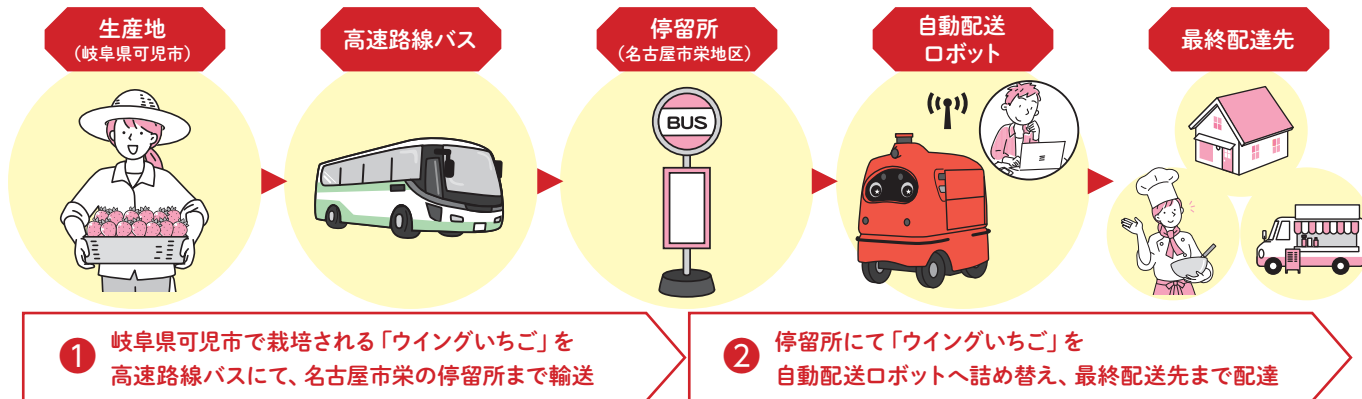 生産地
(岐阜県可児市)
高速路線バス
停留所
(名古屋市栄地区)
自動配送
ロボット
最終配達先
BUS
1 岐阜県可児市で栽培される「ウイングいちご」を
高速路線バスにて、名古屋市栄の停留所まで輸送
2 停留所にて「ウイングいちご」を
自動配送ロボットへ詰め替え、最終配送先まで配達